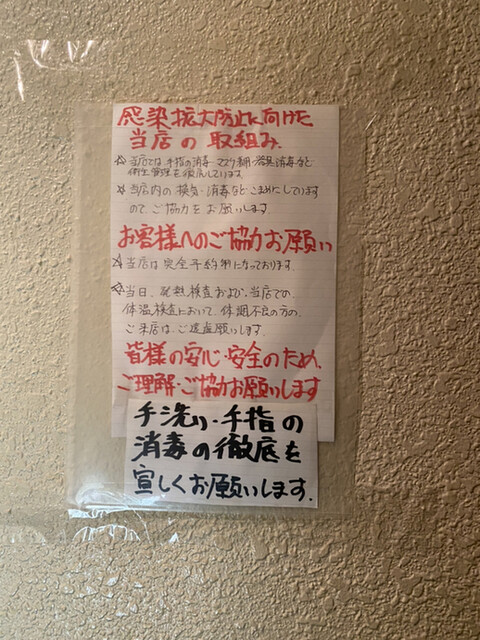 感染拡大防止に向けた
当店の取組み.
☆当店では、手指の消毒・マスク着用・器具消毒など
衛生管理を徹底しています
☆当店内の換気・消毒など、こまめにしています
ので、ご協力をお願いします.
お客様へのご協力お願い
☆当店は完全予約制になっております.
☆当日、発熱検査および、当店での
体温検査において、体調不良の方の
ご来店は、ご遠慮願いします.
皆様の安心・安全のため、
ご理解・ご協力お願いします
手洗い・手指の
消毒の徹底を
宜しくお願いします.